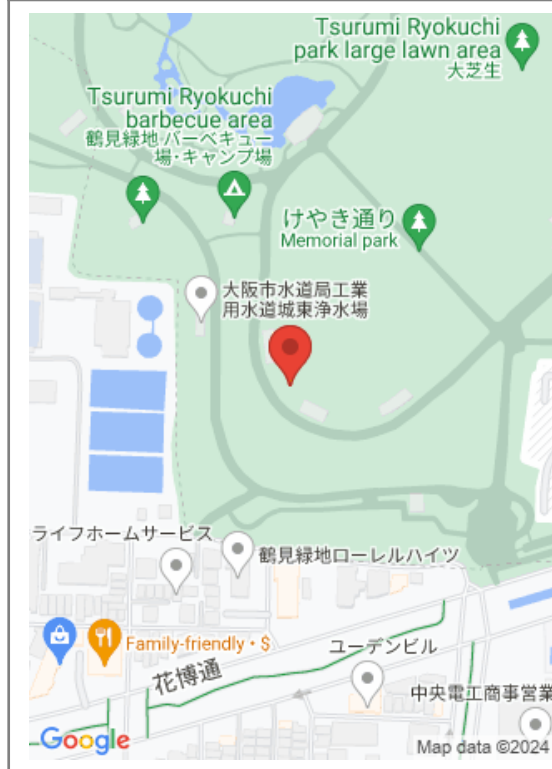 Tsurumi Ryokuchi
park large lawn area
大芝生
Tsurumi Ryokuchi
barbecue area
鶴見緑地 バーベキュー
場・キャンプ場
けやき通り
Memorial park
大阪市水道局工業
用水道城東浄水場
ライフホームサービス
鶴見緑地ローレルハイツ
Family-friendly・$
ユーデンビル
花博通
中央電工商事営業
Google
Map data ©2024